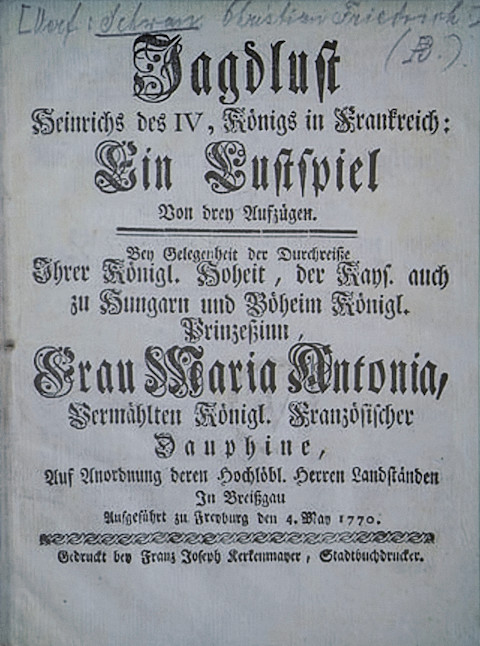 [Verf: Schwan Christian Friedrich]
(B.).
Jagdlust
Heinrichs des IV, Königs in Frankreich:
Ein Lustspiel
Von drey Aufzügen.
Bey Gelegenheit der Durchreiße
Ihrer Königl. Hoheit, der Kays. auch
zu Hungarn und Böheim Königl.
Prinzeßinn,
Frau Maria Antonia,
Vermählten Königl. Französischer
Dauphine,
Auf Anordnung deren Hochlöbl. Herren Landständen
In Breißgau
Aufgeführt zu Freyburg den 4. May 1770.
Gedruckt bey Franz Joseph Kerkenmayer, Stadtbuchdrucker.